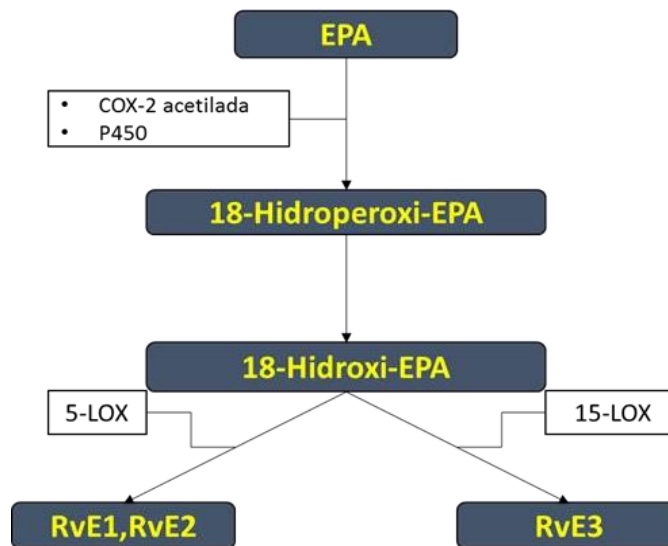 EPA
• COX-2 acetilada
• P450
18-Hidroperoxi-EPA
18-Hidroxi-EPA
5-LOX
15-LOX
RvE1,RvE2
RvE3